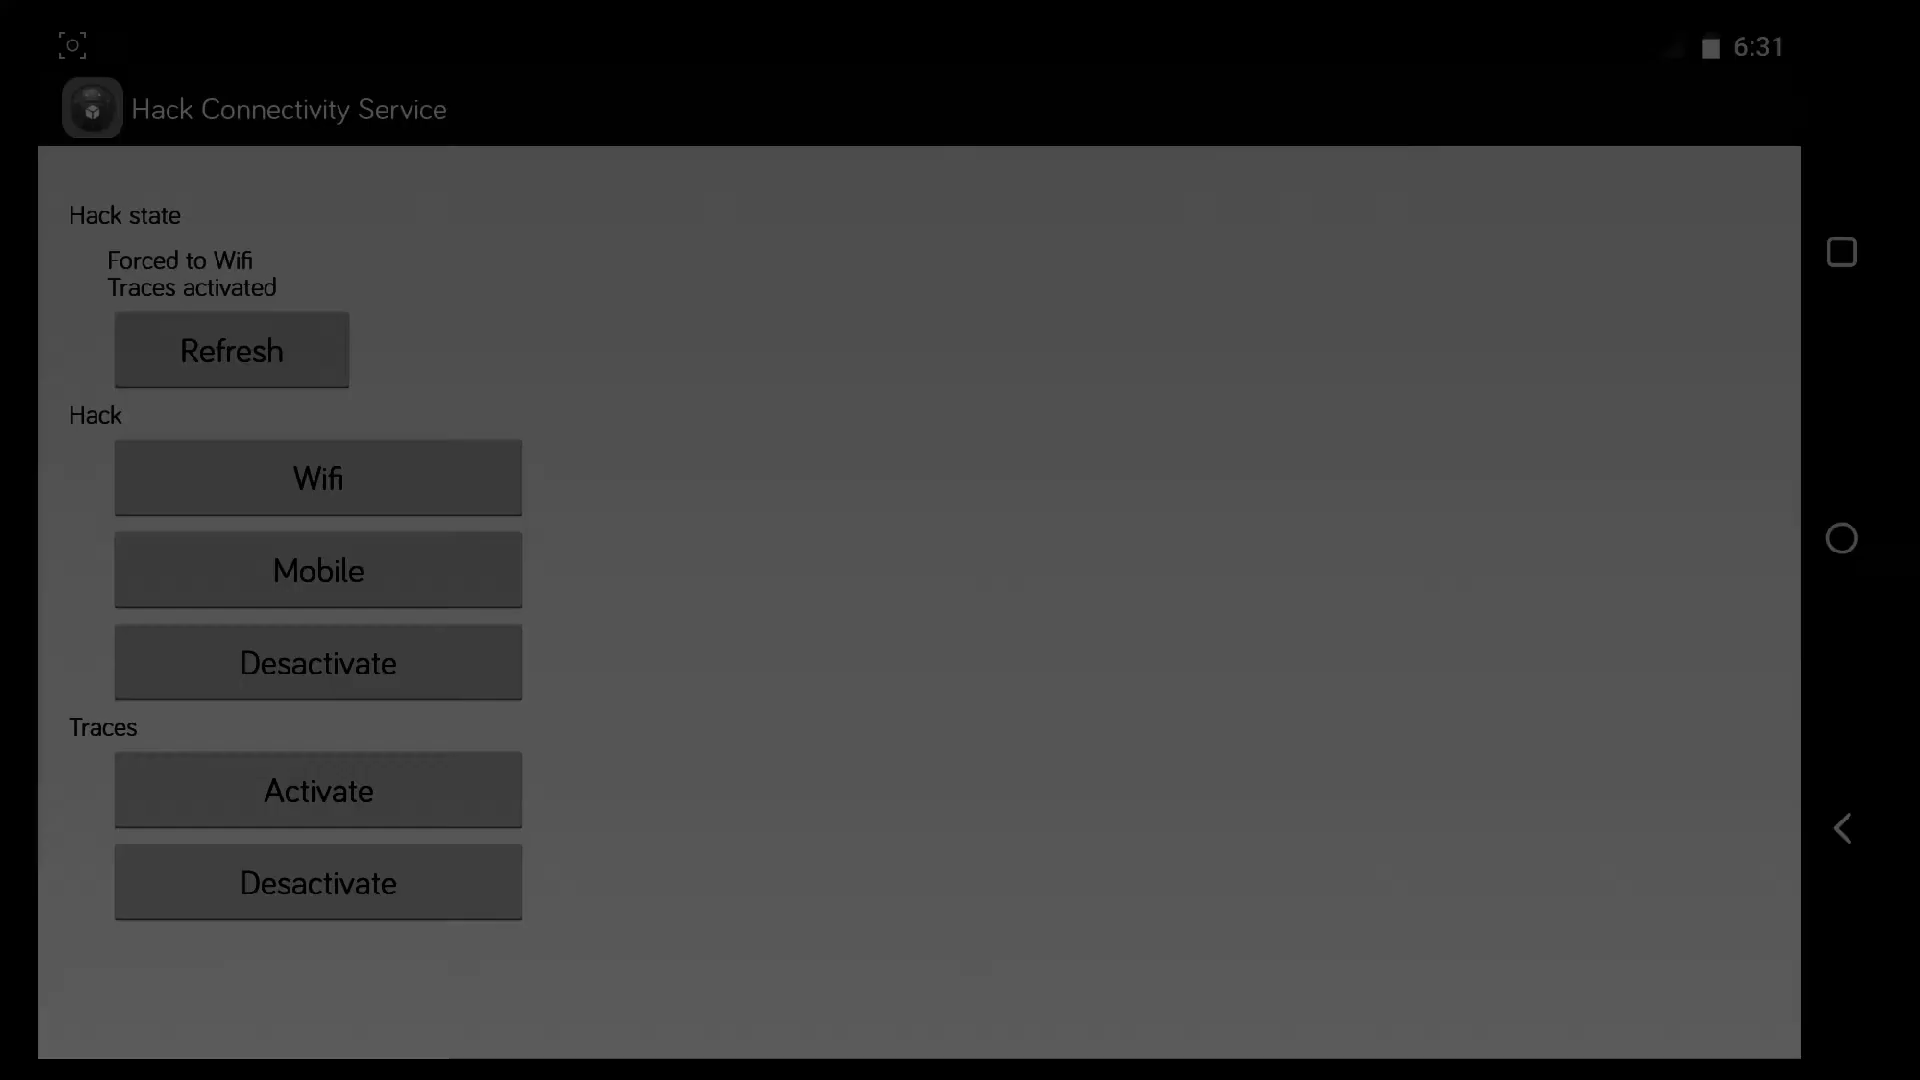 6:31
Hack Connectivity Service
Hack state
Forced to Wifi
Traces activated
Refresh
Hack
Wifi
Mobile
Desactivate
Traces
Activate
Desactivate